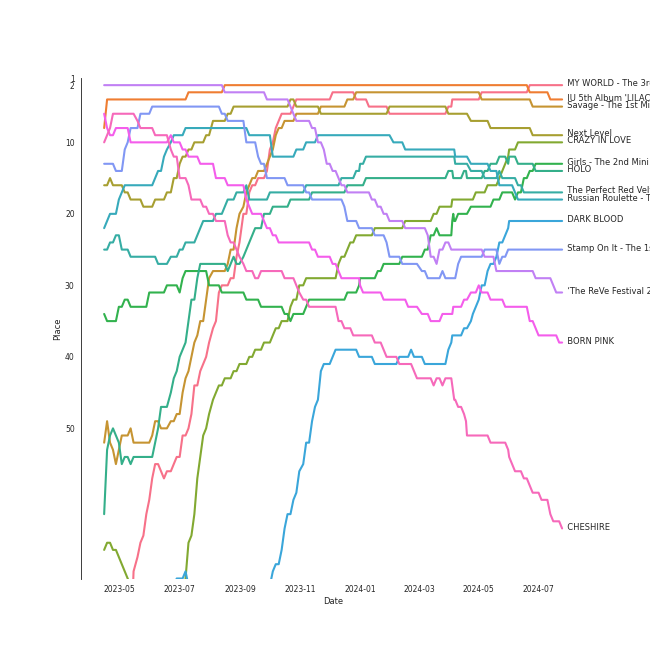 1
2
10
20
30
40
50
Place
2023-05
2023-07
2023-09
2023-11
2024-01
2024-03
2024-05
2024-07
Date
MY WORLD - The 3r
IU 5th Album 'LILAC
Savage - The 1st Mi
Next Level
CRAZY IN LOVE
Girls - The 2nd Mini
HOLO
The Perfect Red Vel
Russian Roulette - T
DARK BLOOD
Stamp On It - The 1s
'The ReVe Festival 2
BORN PINK
CHESHIRE